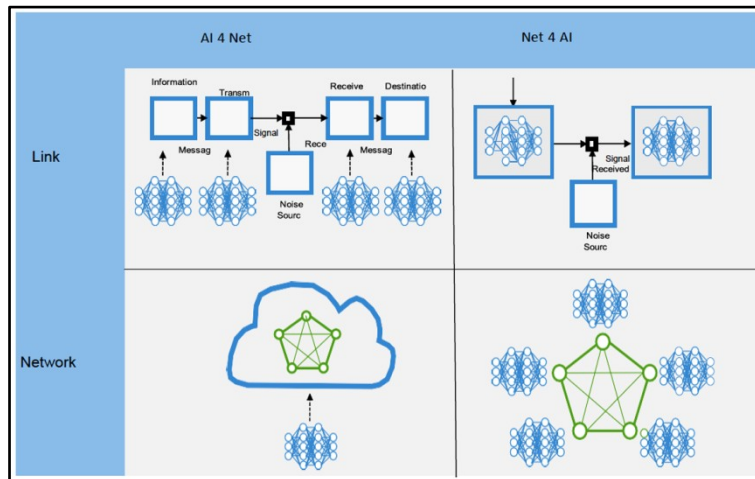 AI 4 Net
Net 4 AI
Link
Information
Transm
Receive
Destinatio
Messag
Signal
Rece
Messag
Noise
Sourc
Signal
Received
Noise
Sourc
Network